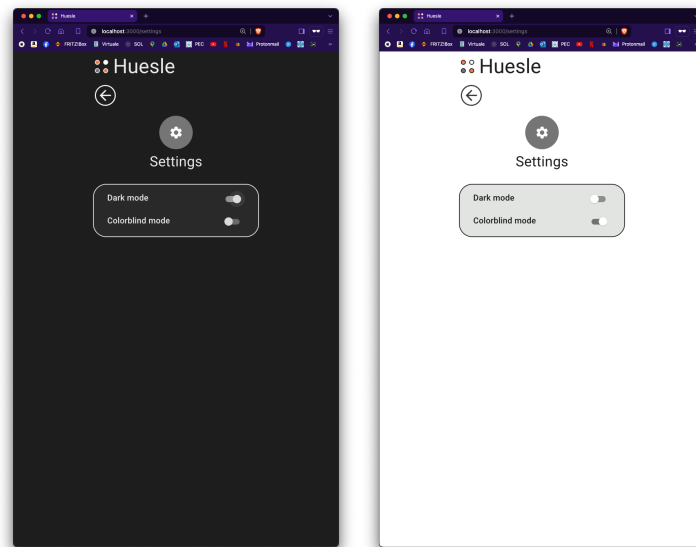 Huesle
localhost:3000/settings
FRITZ!Box Virtuale SOL PEC Protonmail
Huesle
Settings
Dark mode
Colorblind mode
Huesle
localhost:3000/settings
FRITZ!Box Virtuale SOL PEC Protonmail
Huesle
Settings
Dark mode
Colorblind mode